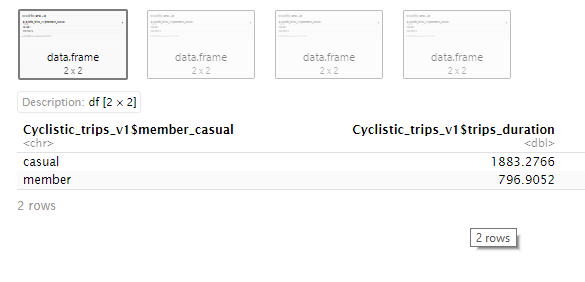 data.frame
2 x 2
data.frame
2 x 2
data.frame
2 x 2
data.frame
2 x 2
Description: df [2 × 2]
Cyclistic_trips_v1$member_casual Cyclistic_trips_v1$trips_duration
<chr> <dbl>
casual 1883.2766
member 796.9052
2 rows
2 rows